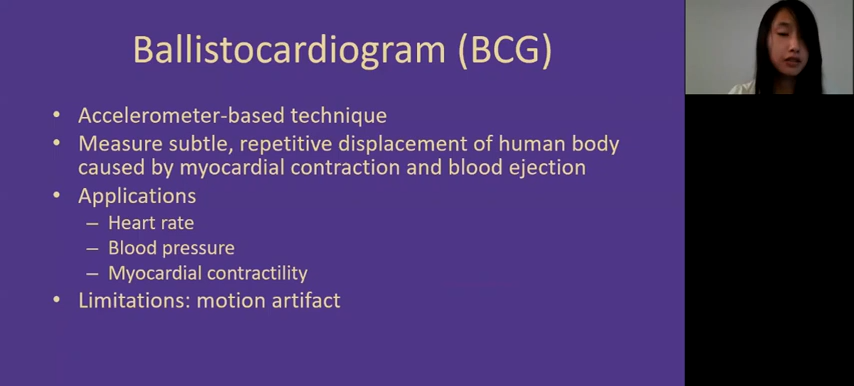 Ballistocardiogram (BCG)
• Accelerometer-based technique
• Measure subtle, repetitive displacement of human body
caused by myocardial contraction and blood ejection
• Applications
– Heart rate
– Blood pressure
– Myocardial contractility
• Limitations: motion artifact